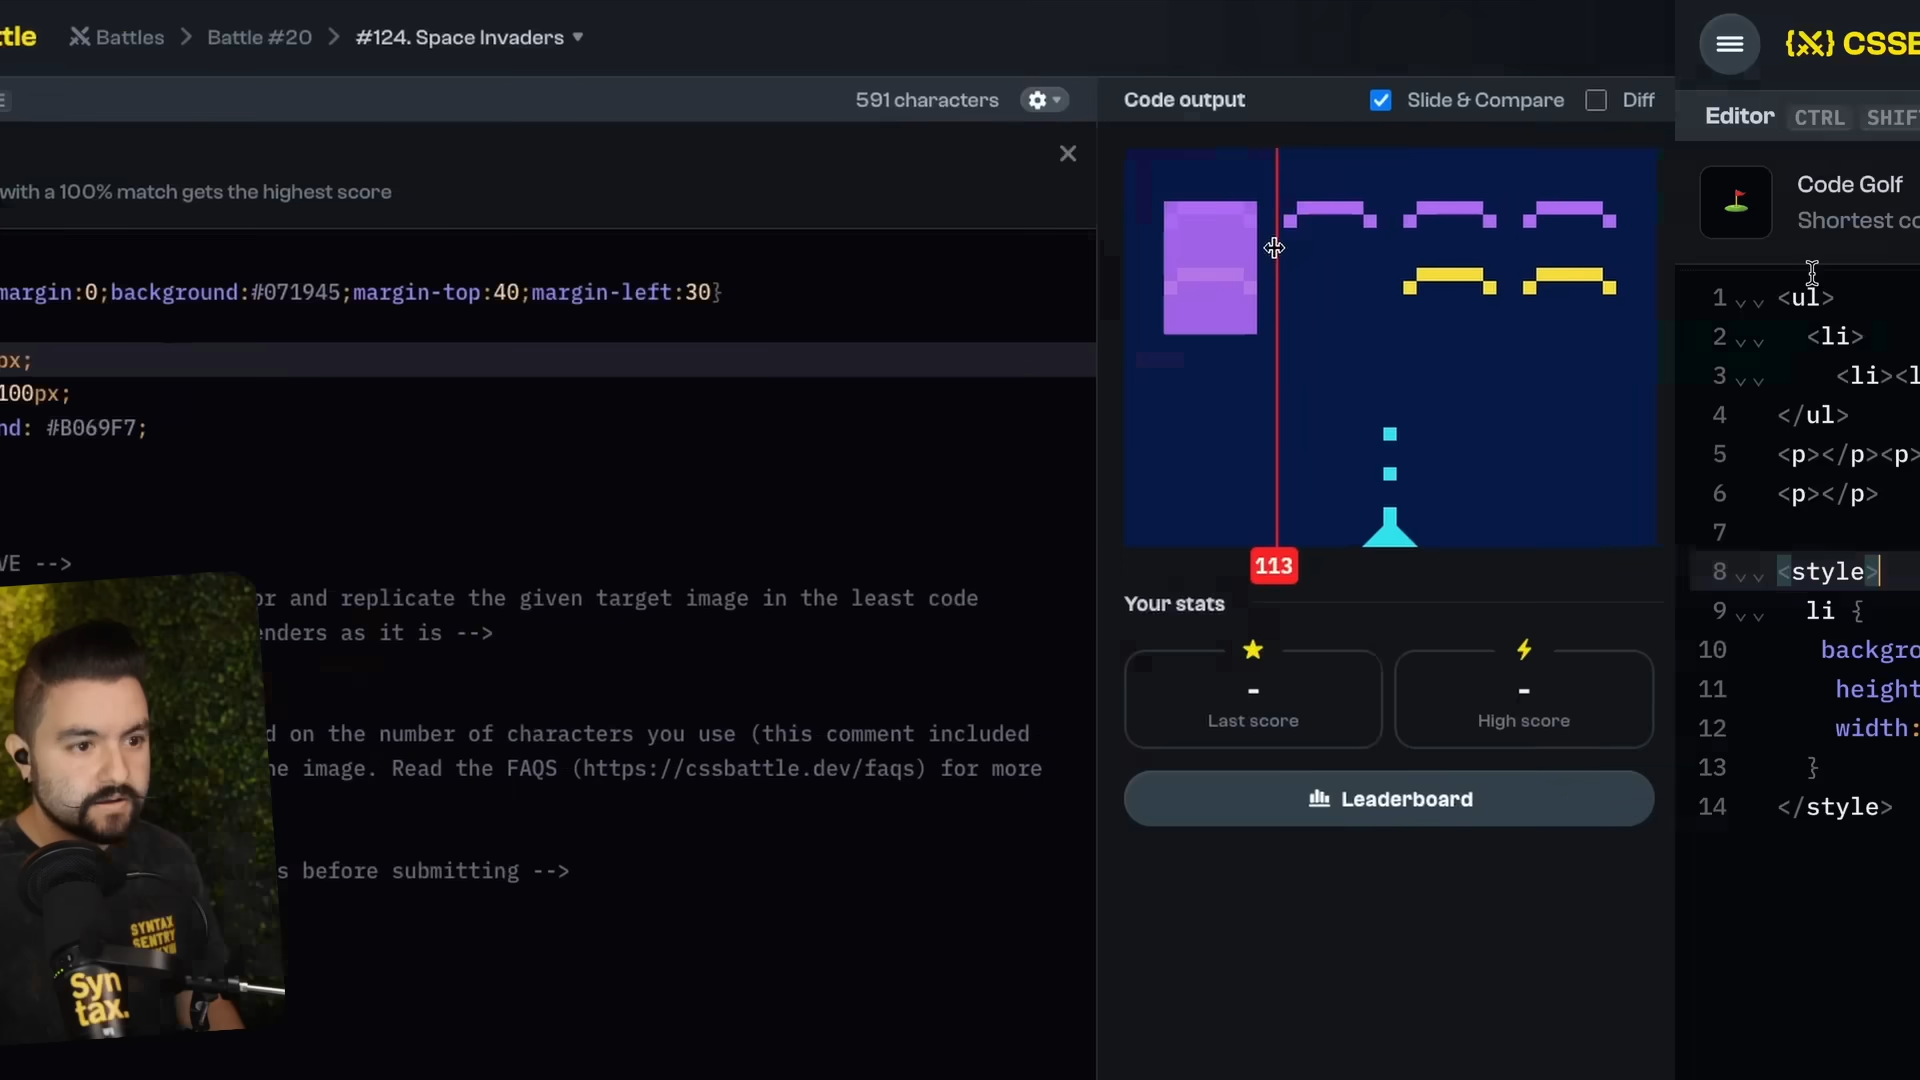 tle
Battles > Battle #20 > #124. Space Invaders
591 characters
with a 100% match gets the highest score
margin:0;background:#071945;margin-top:40;margin-left:30}
px;
100px;
nd: #B069F7;
VE -->
or and replicate the given target image in the least code
enders as it is -->
d on the number of characters you use (this comment included
he image. Read the FAQS (https://cssbattle.dev/faqs) for more
s before submitting -->
SYNTAX
SENTRY
Syn
tax.
Code output
Slide & Compare
Diff
113
Your stats
-
Last score
-
High score
Leaderboard
{X} CSSB
Editor CTRL SHIF
Code Golf
Shortest co
1 <ul>
2 <li>
3 <li><l
4 </ul>
5 <p></p><p>
6 <p></p>
7
8 <style>
9 li {
10 backgro
11 height
12 width:
13 }
14 </style>